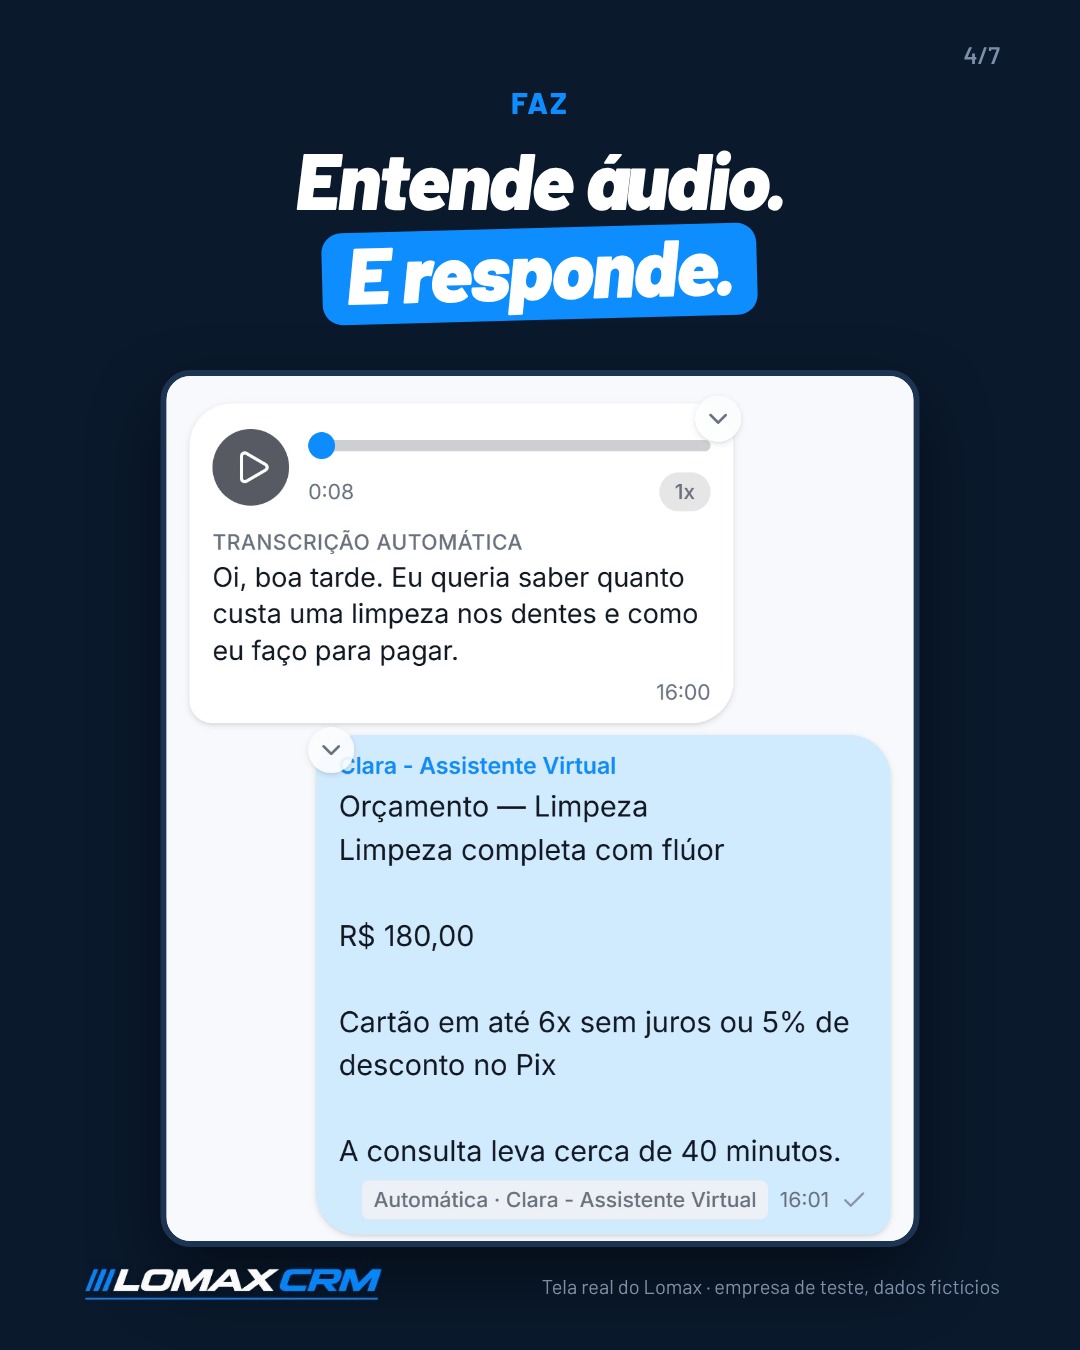 4/7
FAZ
Entende áudio.
E responde.
0:08
1x
TRANSCRIÇÃO AUTOMÁTICA
Oi, boa tarde. Eu queria saber quanto
custa uma limpeza nos dentes e como
eu faço para pagar.
16:00
Clara - Assistente Virtual
Orçamento — Limpeza
Limpeza completa com flúor
R$ 180,00
Cartão em até 6x sem juros ou 5% de
desconto no Pix
A consulta leva cerca de 40 minutos.
Automática · Clara - Assistente Virtual 16:01
LOMAX CRM
Tela real do Lomax · empresa de teste, dados fictícios